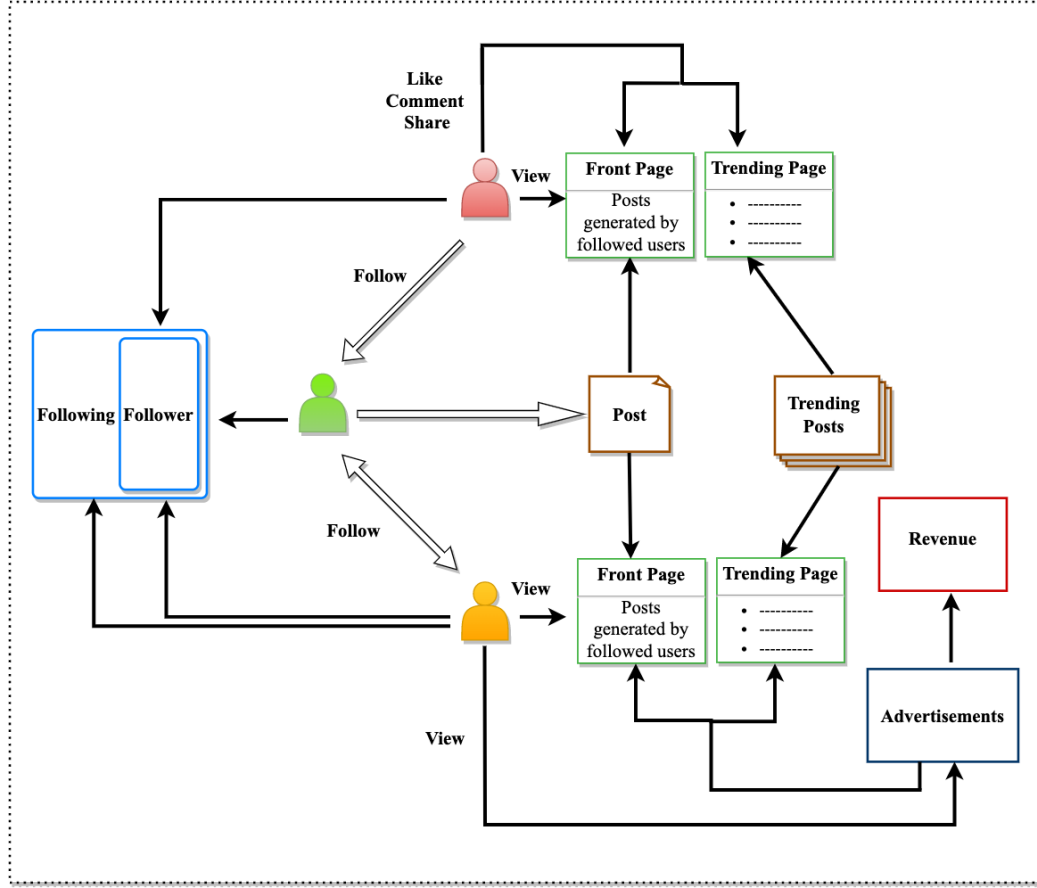 Like
Comment
Share
View
Front Page
Posts
generated by
followed users
Trending Page
• ----------
• ----------
• ----------
Follow
Following
Follower
Post
Trending
Posts
Follow
View
Front Page
Posts
generated by
followed users
Trending Page
• ----------
• ----------
• ----------
Revenue
Advertisements
View